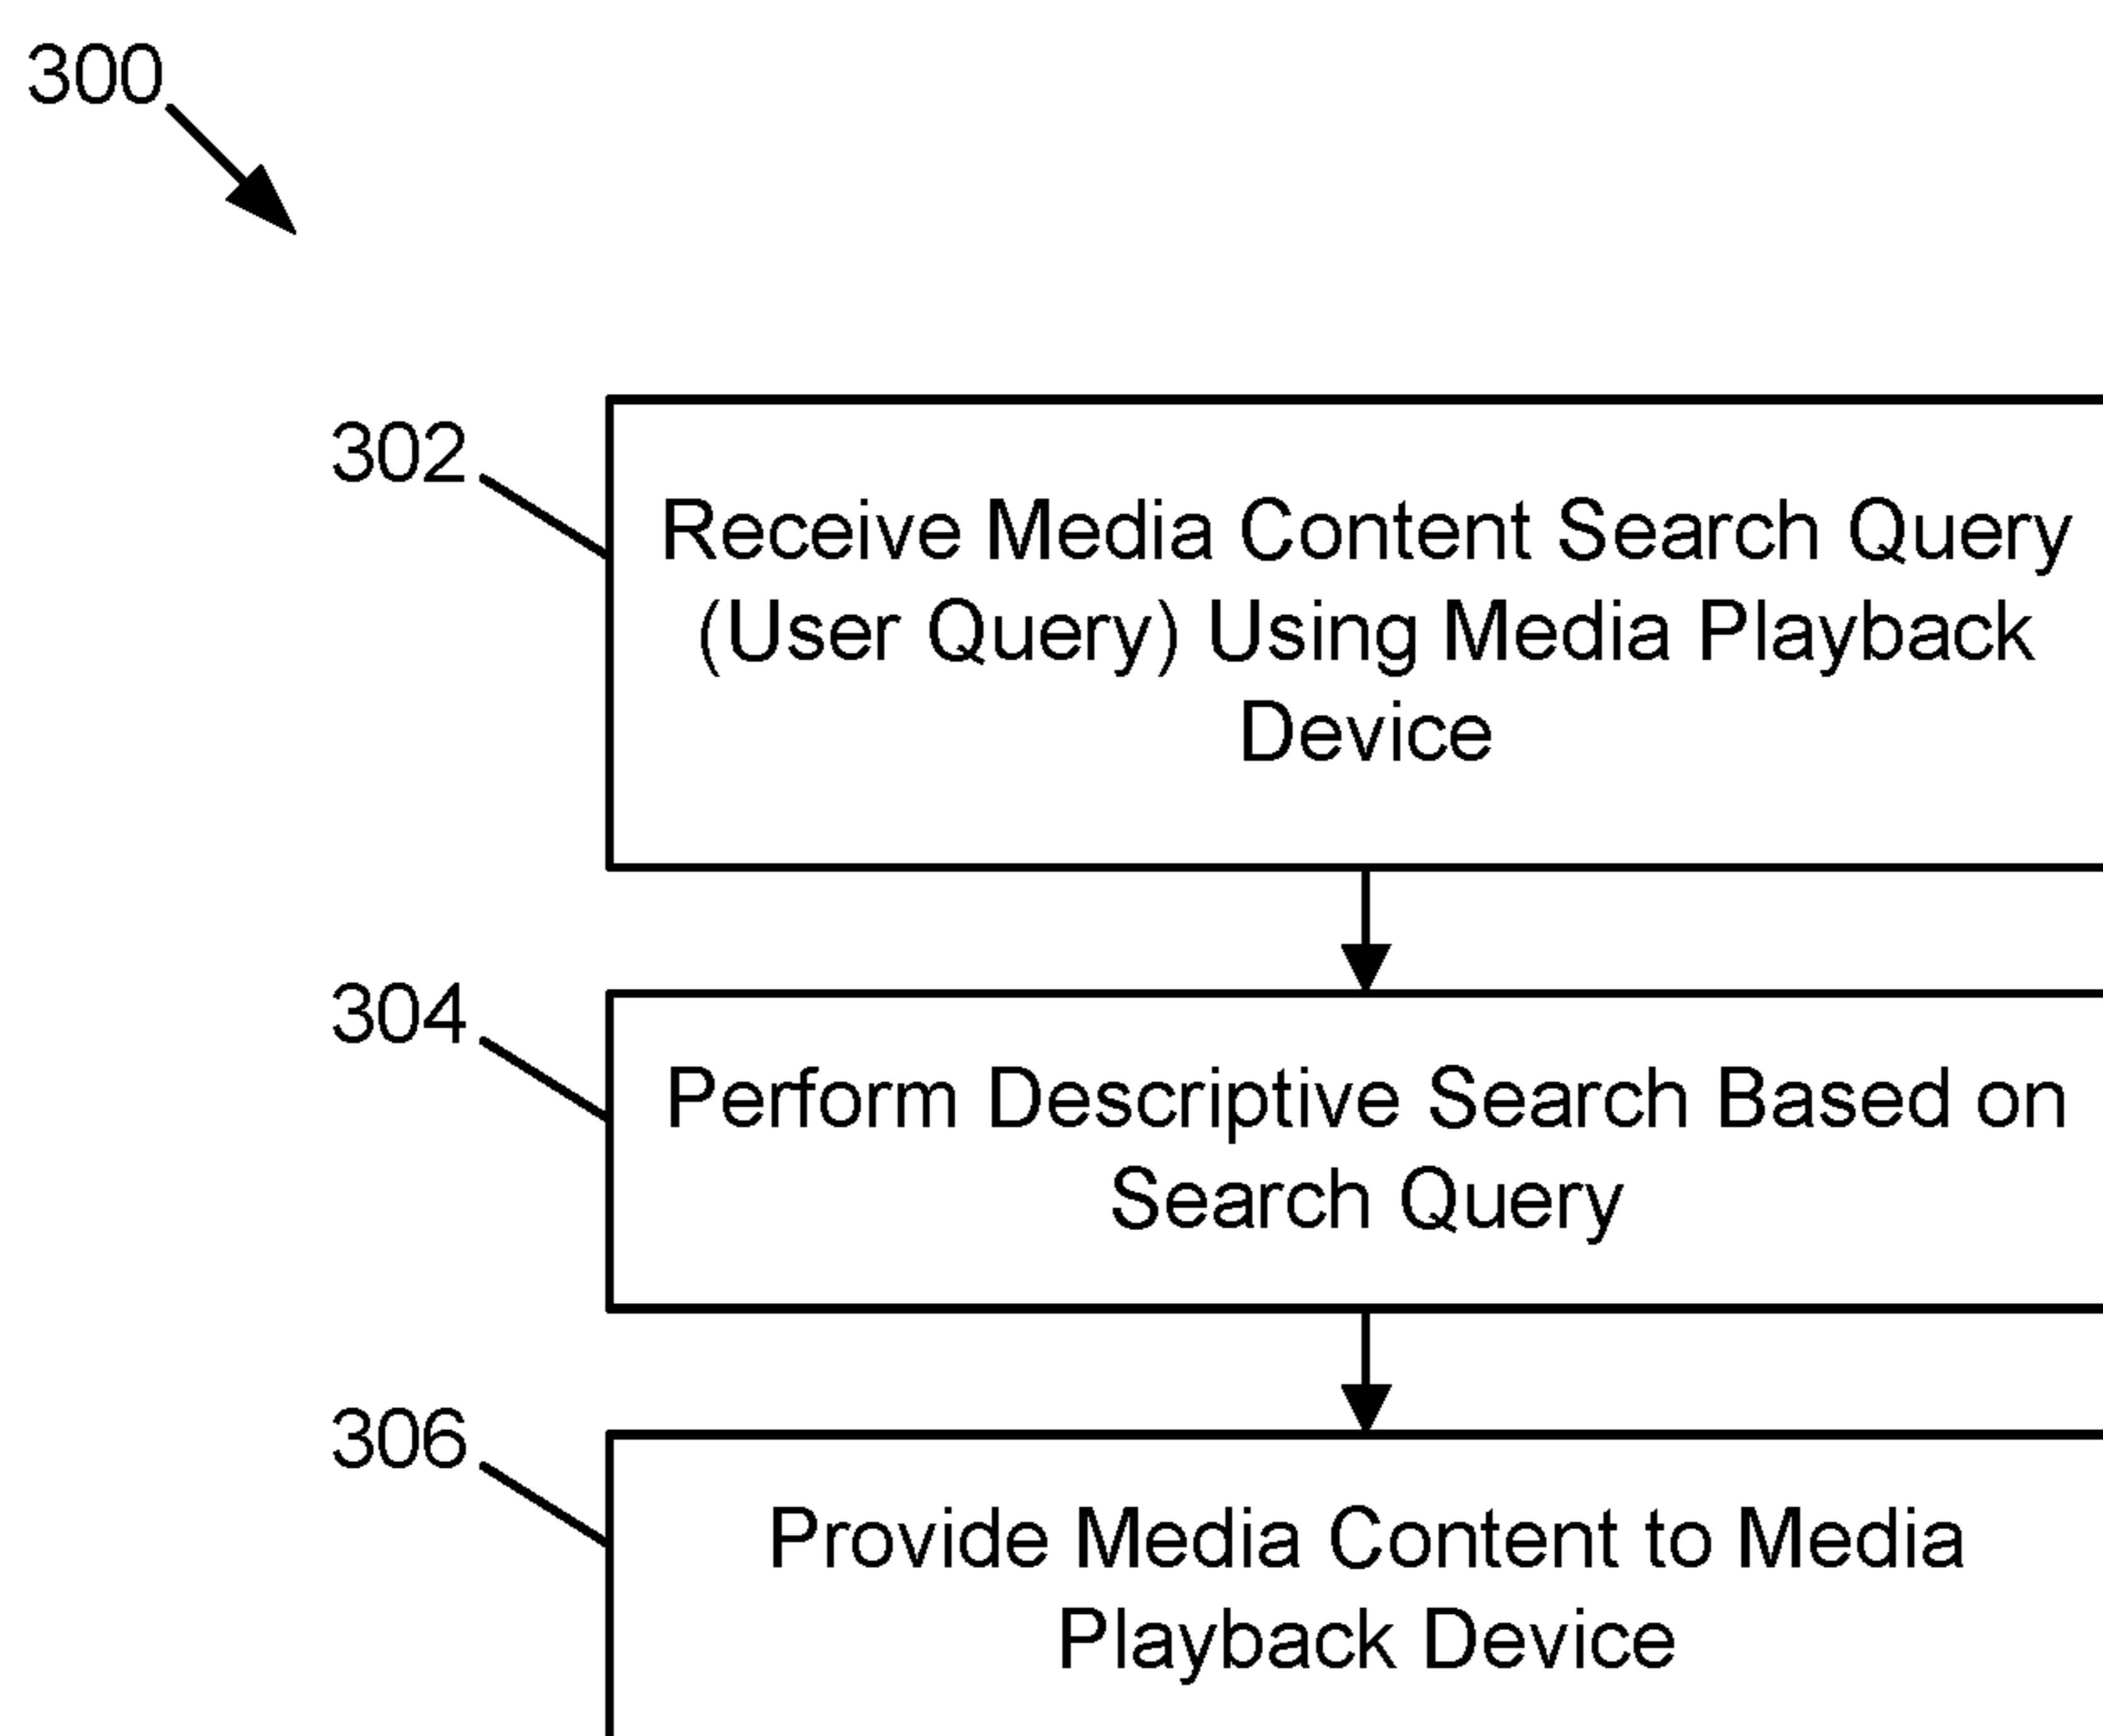 300
302
Receive Media Content Search Query
(User Query) Using Media Playback
Device
304
Perform Descriptive Search Based on
Search Query
306
Provide Media Content to Media
Playback Device